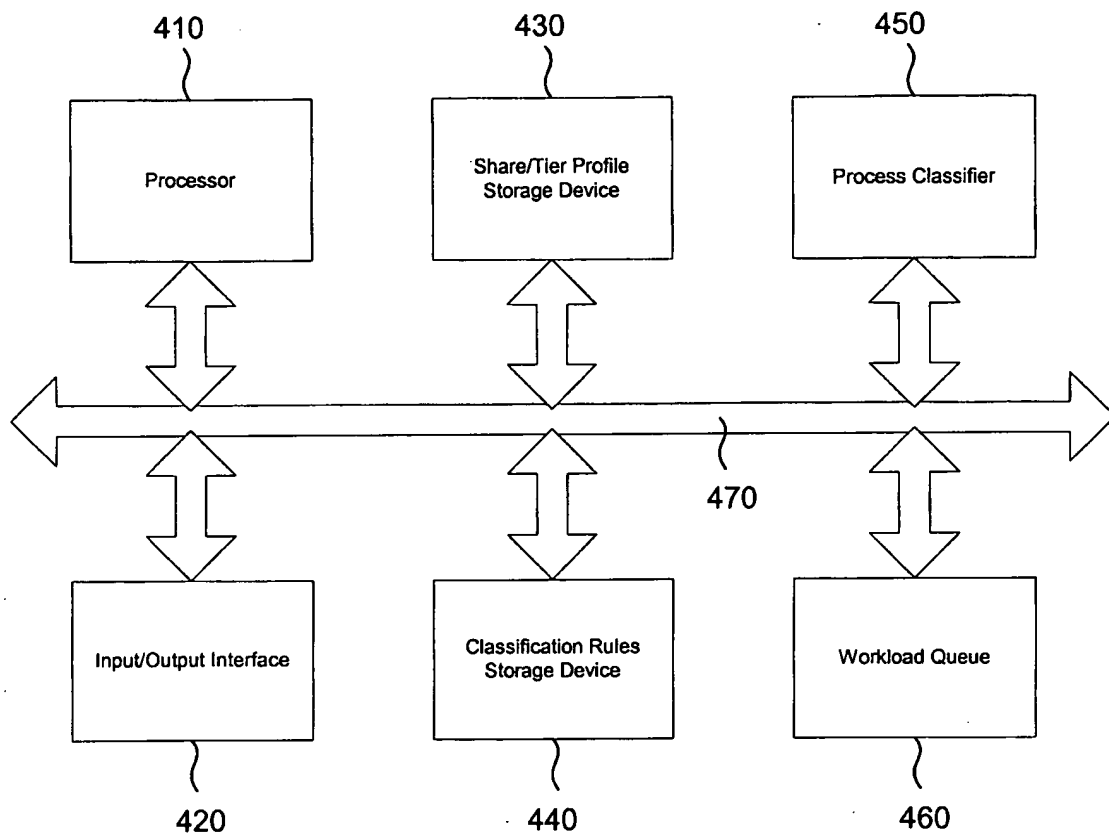 410
430
450
Processor
Share/Tier Profile
Storage Device
Process Classifier
470
Input/Output Interface
Classification Rules
Storage Device
Workload Queue
420
440
460